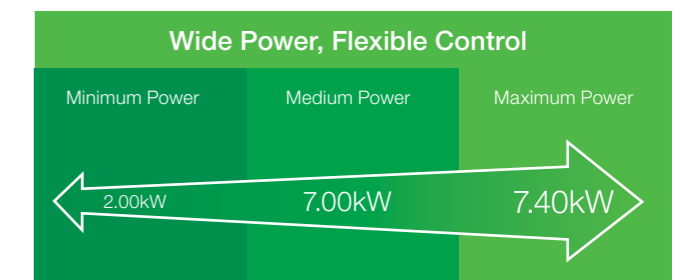 Wide Power, Flexible Control
Minimum Power Medium Power Maximum Power
2.00kW 7.00kW 7.40kW